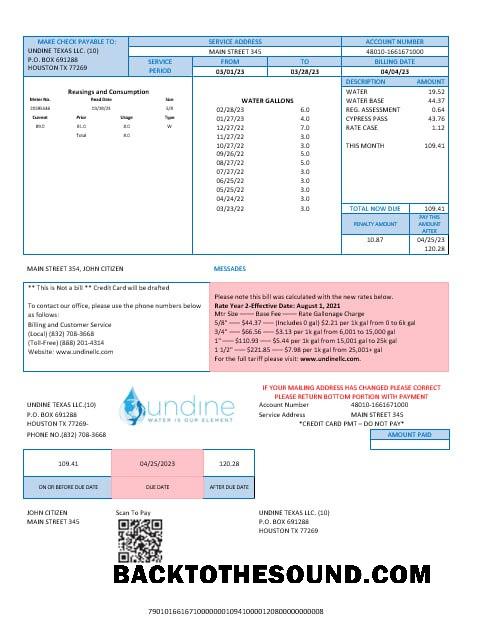 MAKE CHECK PAYABLE TO: SERVICE ADDRESS ACCOUNT NUMBER
UNDINE TEXAS LLC. (10) MAIN STREET 345 48010-1661671000
P.O. BOX 691288 SERVICE FROM TO BILLING DATE
HOUSTON TX 77269 PERIOD 03/01/23 03/28/23 04/04/23
DESCRIPTION AMOUNT
Reasings and Consumption
Meter No. Read Date Size
Current Prior Usage Type
89.0 81.0 8.0 W
Total 8.0
WATER GALLONS
02/28/23 6.0
01/27/23 4.0
12/27/22 7.0
11/27/22 3.0
10/27/22 3.0
09/26/22 5.0
08/27/22 5.0
07/27/22 3.0
06/25/22 3.0
05/25/22 3.0
04/24/22 3.0
03/23/22 3.0
WATER 19.52
WATER BASE 44.37
REG. ASSESSMENT 0.64
CYPRESS PASS 43.76
RATE CASE 1.12
THIS MONTH 109.41
TOTAL NOW DUE 109.41
PENALTY AMOUNT PAY THIS AMOUNT AFTER
10.87 04/25/23
120.28
MAIN STREET 354, JOHN CITIZEN MESSADES
** This is Not a bill ** Credit Card will be drafted
To contact our office, please use the phone numbers below
as follows:
Billing and Customer Service
(Local) (832) 708-3668
(Toll-Free) (888) 201-4314
Website: www.undinellc.com
Please note this bill was calculated with the new rates below.
Rate Year 2-Effective Date: August 1, 2021
Mtr Size —— Base Fee—— Rate Gallonage Charge
5/8" —— $44.37 —— (Includes 0 gal) $2.21 per 1k gal from 0 to 6k gal
3/4" —— $66.56 —— $3.13 per 1k gal from 6,001 to 15,000 gal
1" —— $110.93 —— $5.44 per 1k gal from 15,001 gal to 25k gal
1 1/2" —— $221.85 —— $7.98 per 1k gal from 25,001+ gal
For the full tariff please visit: www.undinellc.com.
UNDINE TEXAS LLC.(10)
P.O. BOX 691288
HOUSTON TX 77269-
PHONE NO.(832) 708-3668
undine
WATER IS OUR ELEMENT
IF YOUR MAILING ADDRESS HAS CHANGED PLEASE CORRECT
PLEASE RETURN BOTTOM PORTION WITH PAYMENT
Account Number 48010-1661671000
Service Address MAIN STREET 345
*CREDIT CARD PMT – DO NOT PAY*
AMOUNT PAID
109.41 04/25/2023 120.28
ON OR BEFORE DUE DATE DUE DATE AFTER DUE DATE
JOHN CITIZEN Scan To Pay UNDINE TEXAS LLC. (10)
MAIN STREET 345 P.O. BOX 691288
HOUSTON TX 77269
BACKTOTHESOUND.COM